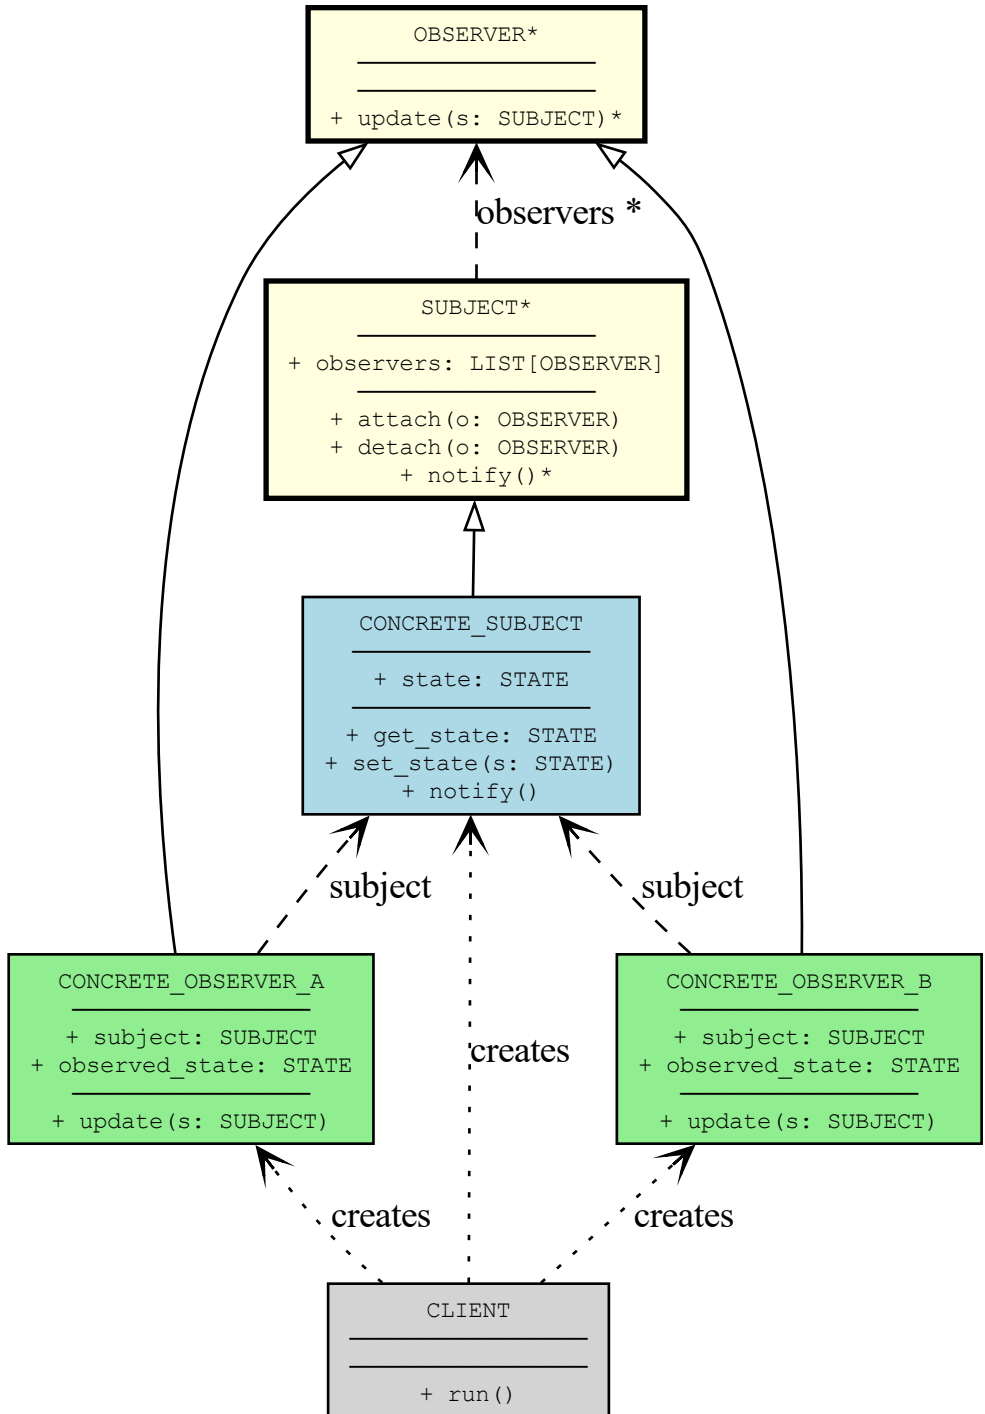 OBSERVER*
+ update(s: SUBJECT)*
observers *
SUBJECT*
+ observers: LIST[OBSERVER]
+ attach(o: OBSERVER)
+ detach(o: OBSERVER)
+ notify()*
CONCRETE_SUBJECT
+ state: STATE
+ get_state: STATE
+ set_state(s: STATE)
+ notify()
subject
subject
CONCRETE_OBSERVER_A
+ subject: SUBJECT
+ observed_state: STATE
+ update(s: SUBJECT)
creates
CONCRETE_OBSERVER_B
+ subject: SUBJECT
+ observed_state: STATE
+ update(s: SUBJECT)
creates
creates
CLIENT
+ run()